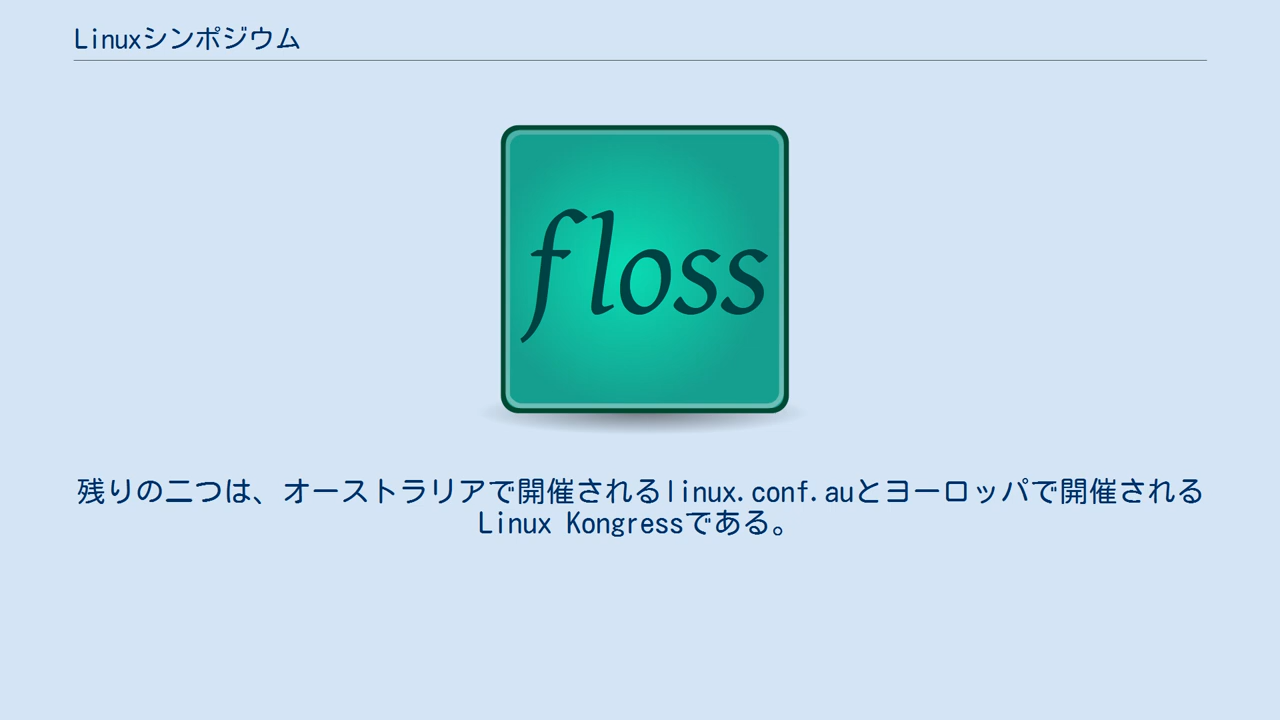 Linuxシンポジウム
floss
残りの二つは、オーストラリアで開催されるlinux.conf.auとヨーロッパで開催される
Linux Kongressである。